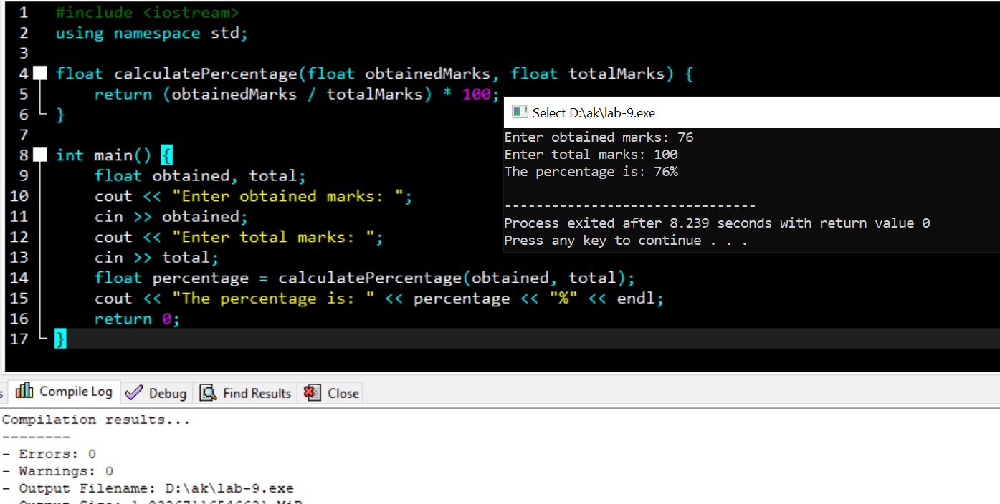 1 #include <iostream>
2 using namespace std;
3
4 float calculatePercentage(float obtainedMarks, float totalMarks) {
5 return (obtainedMarks / totalMarks) * 100;
6 }
7
8 int main() {
9 float obtained, total;
10 cout << "Enter obtained marks: ";
11 cin >> obtained;
12 cout << "Enter total marks: ";
13 cin >> total;
14 float percentage = calculatePercentage(obtained, total);
15 cout << "The percentage is: " << percentage << "%" << endl;
16 return 0;
17 }
Select D:\ak\lab-9.exe
Enter obtained marks: 76
Enter total marks: 100
The percentage is: 76%
--------------------------------
Process exited after 8.239 seconds with return value 0
Press any key to continue . . .
Compile Log Debug Find Results Close
Compilation results...
--------
- Errors: 0
- Warnings: 0
- Output Filename: D:\ak\lab-9.exe
Output Size: